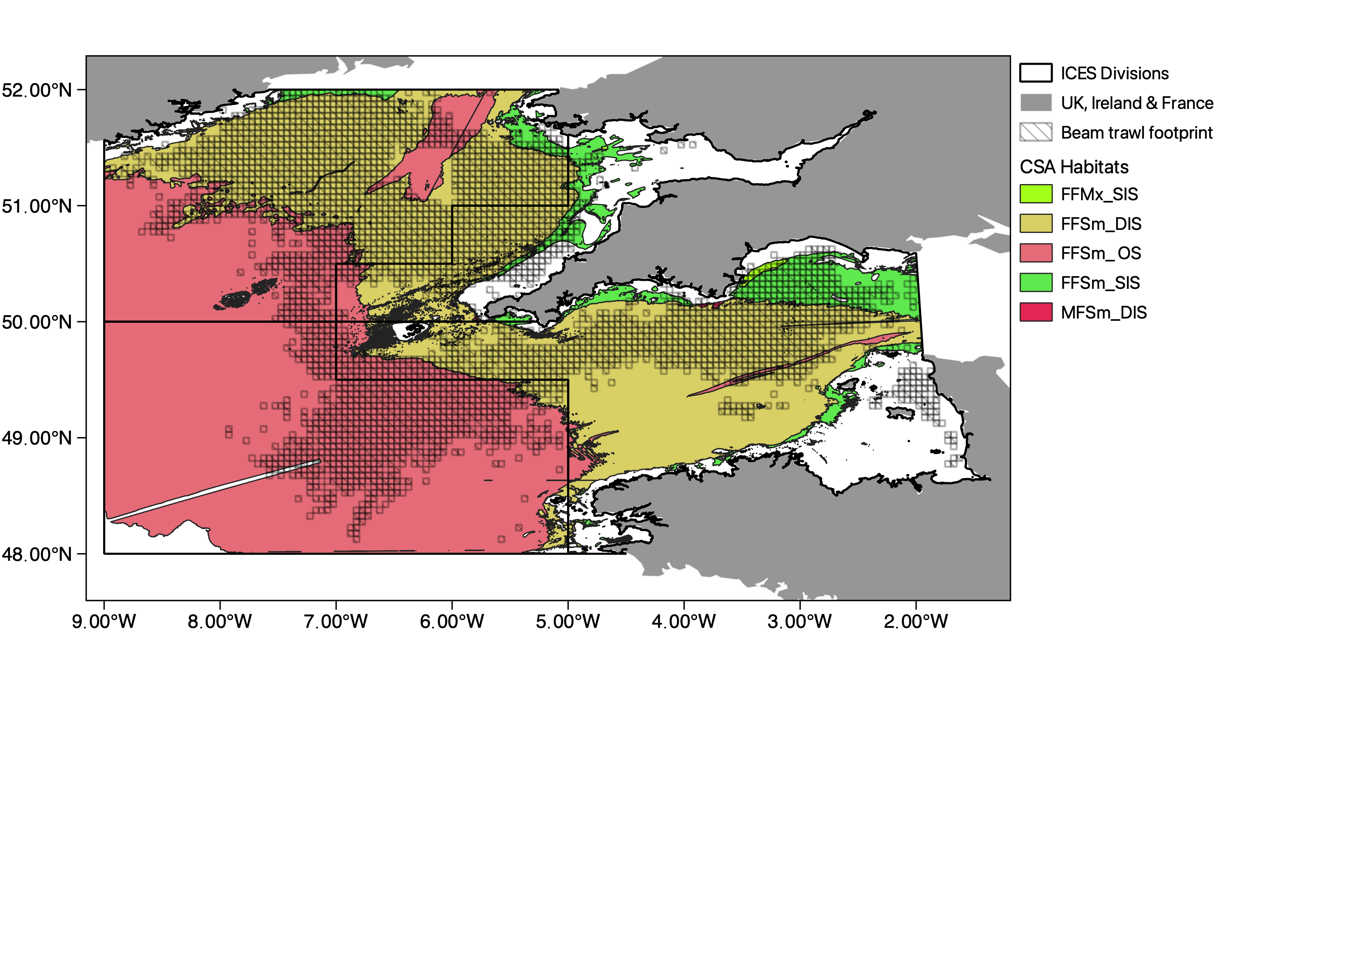 52.00°N
51.00°N
50.00°N
49.00°N
48.00°N
9.00°W
8.00°W
7.00°W
6.00°W
5.00°W
4.00°W
3.00°W
2.00°W
ICES Divisions
UK, Ireland & France
Beam trawl footprint
CSA Habitats
FFMx_SIS
FFSm_DIS
FFSm_OS
FFSm_SIS
MFSm_DIS